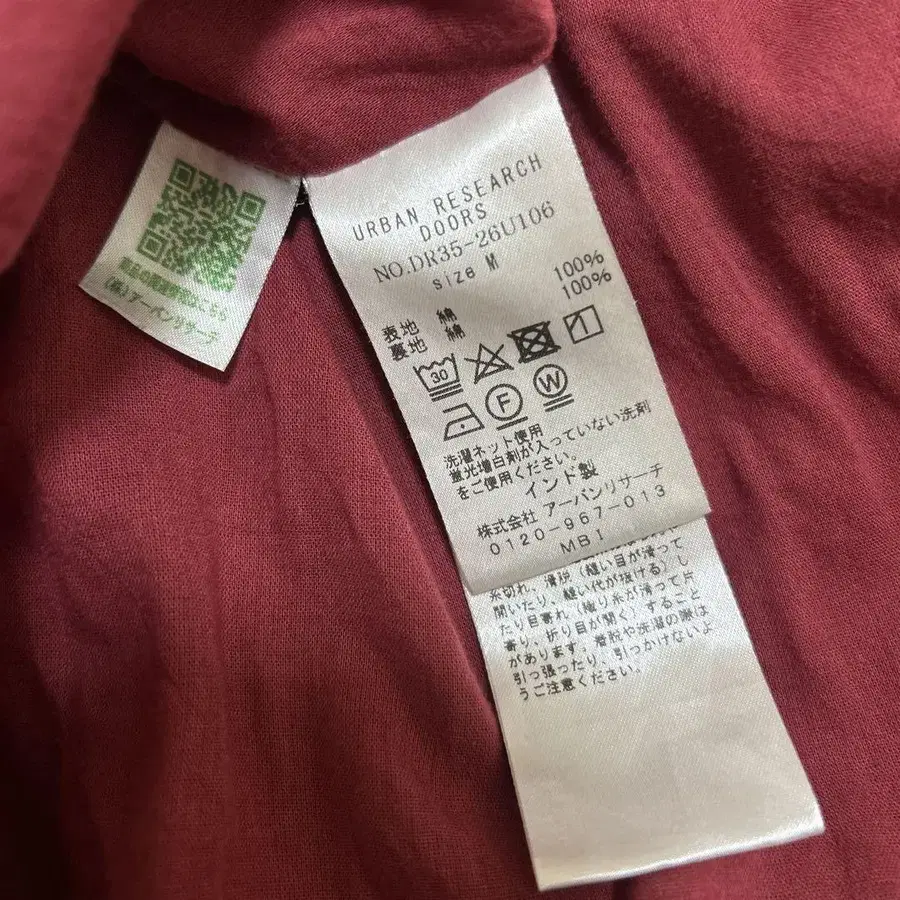 URBAN RESEARCH
DOORS
NO.DR35-26U106
size M
表地 綿 100%
裏地 綿 100%
30
1
F
W
洗濯ネット使用
蛍光増白剤が入っていない洗剤
をご使用ください。
インド製
株式会社 アーバンリサーチ
0120-967-013
MBI
糸切れ、滑脱(縫い目が滑って
開いたり、縫い代が抜ける)し
たり目寄れ(織り糸が滑って片
寄り、折り目が開く)すること
があります。着脱や洗濯の際は
引っ張ったり、引っかけないよ
うご注意ください。
(株)アーバンリサーチ